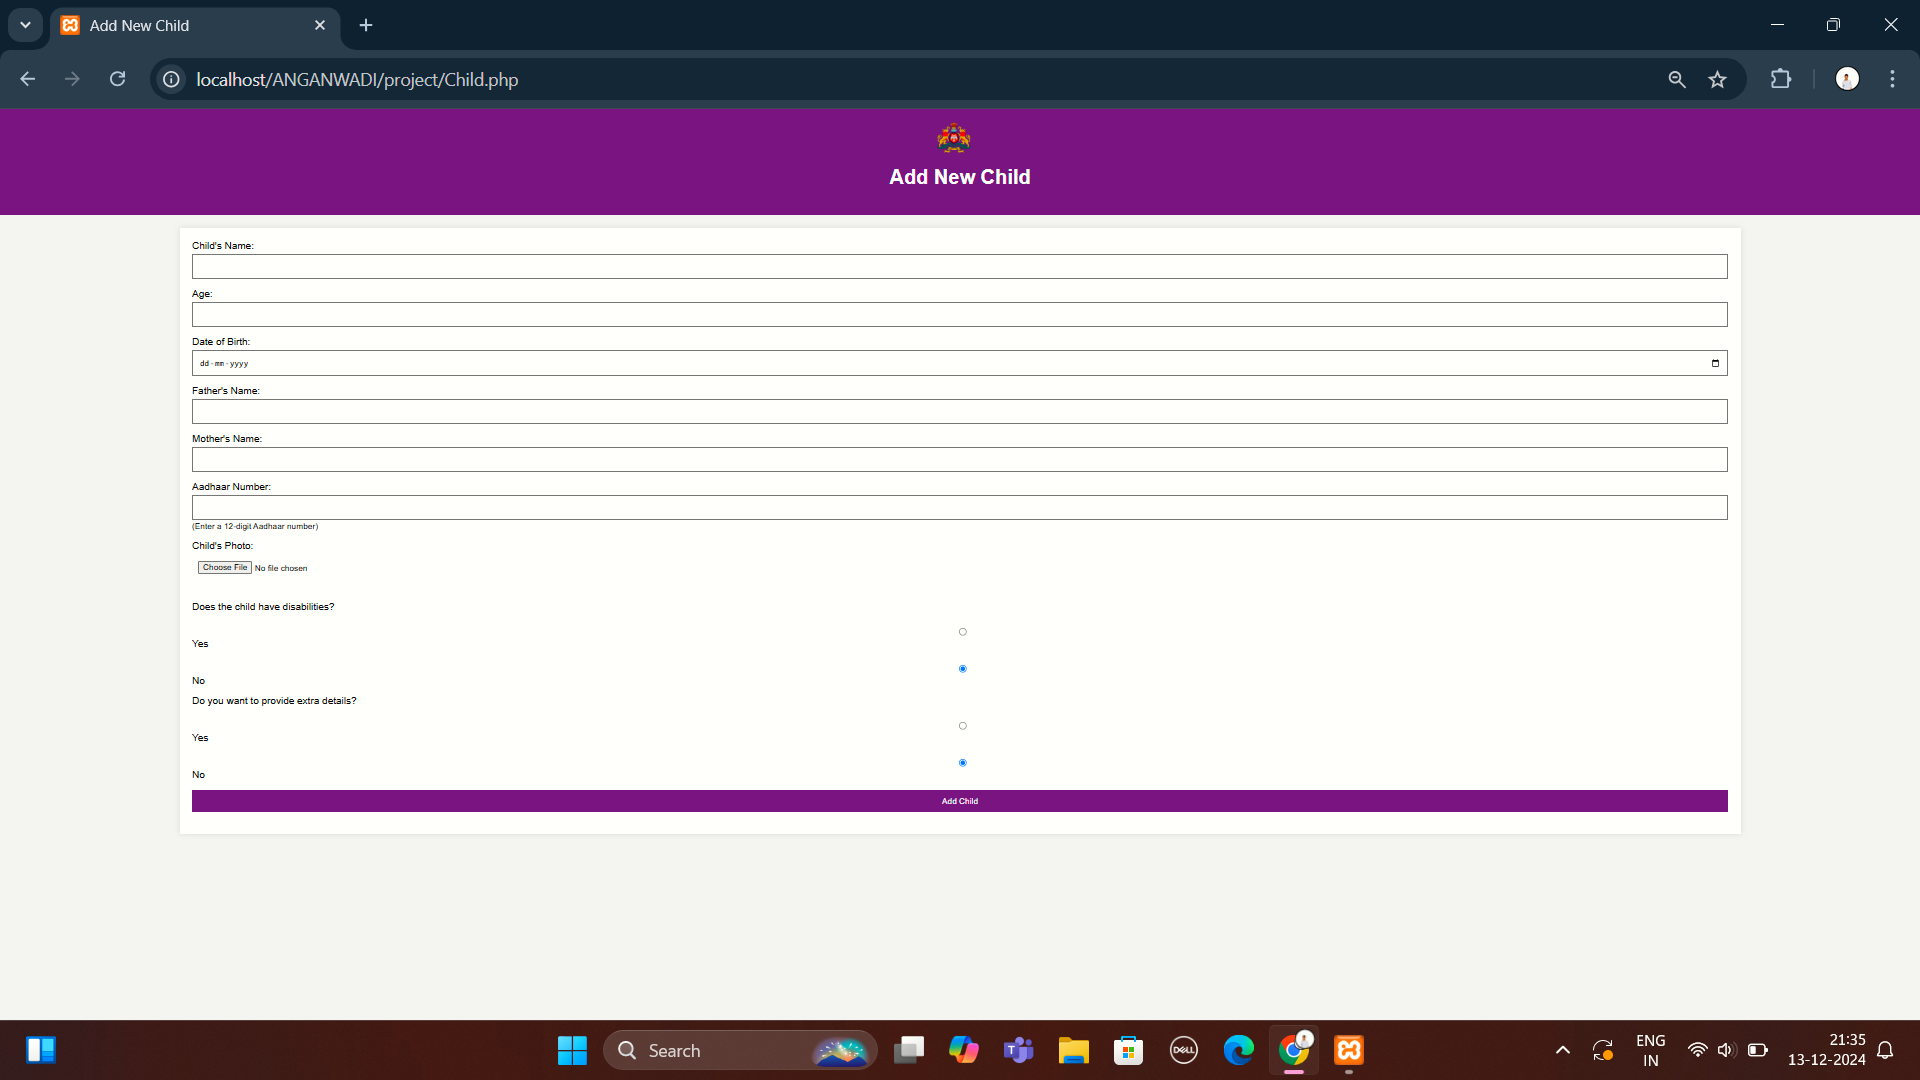 Add New Child
localhost/ANGANWADI/project/Child.php
Add New Child
Child's Name:
Age:
Date of Birth:
dd-mm-yyyy
Father's Name:
Mother's Name:
Aadhaar Number:
(Enter a 12-digit Aadhaar number)
Child's Photo:
Choose File No file chosen
Does the child have disabilities?
Yes
No
Do you want to provide extra details?
Yes
No
Add Child
Search
DELL
ENG
IN
21:35
13-12-2024